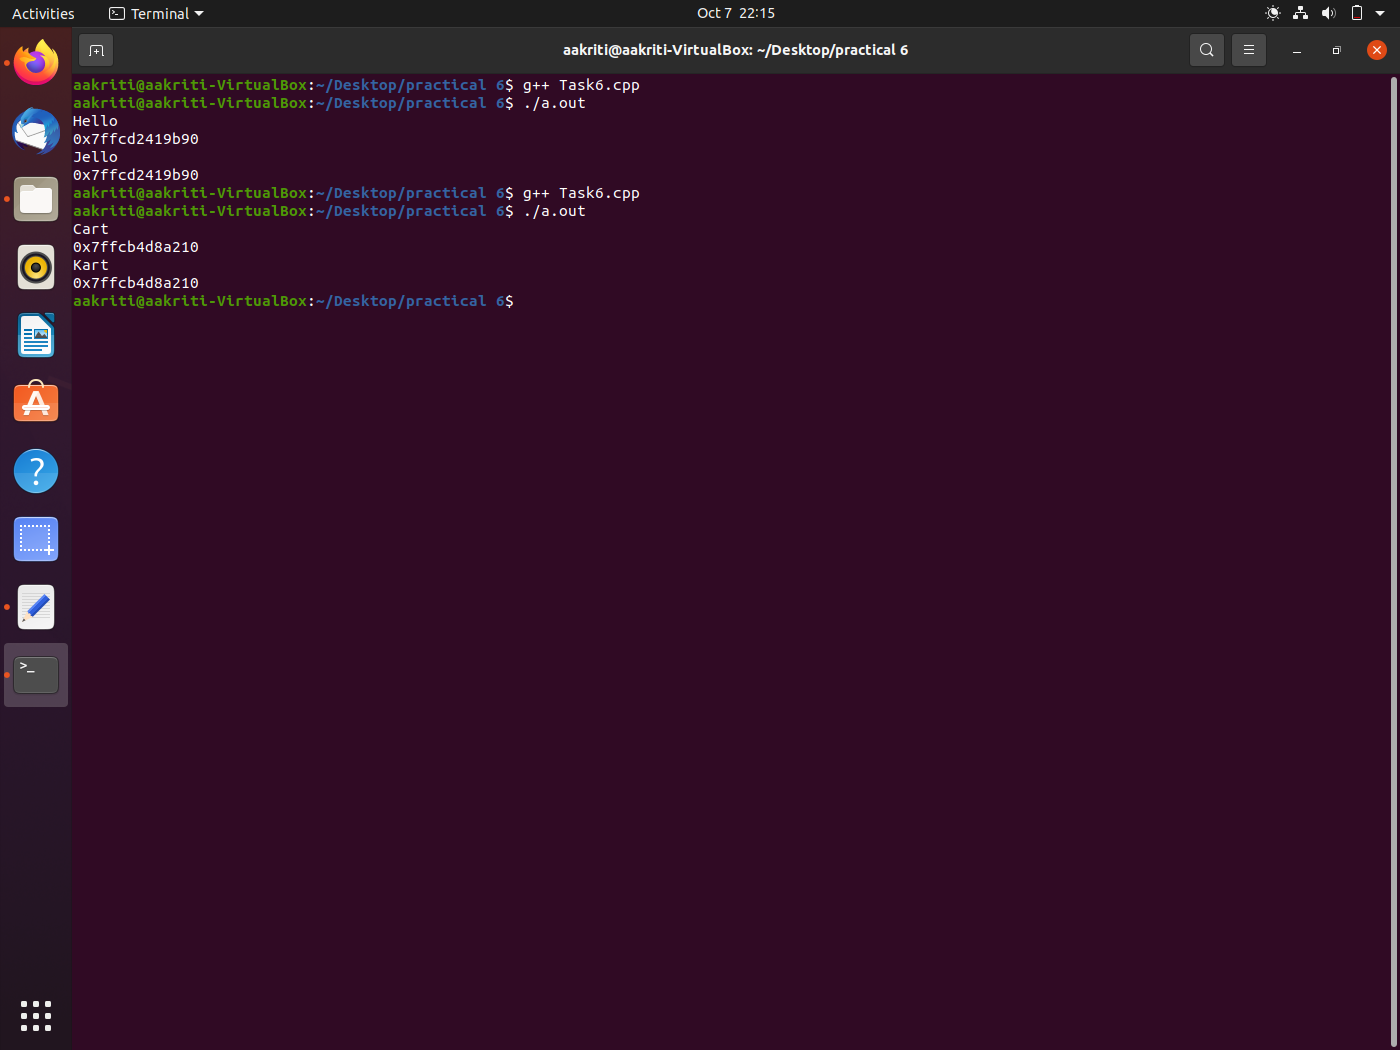 Activities
Terminal
Oct 7 22:15
aakriti@aakriti-VirtualBox: ~/Desktop/practical 6
aakriti@aakriti-VirtualBox:~/Desktop/practical 6$ g++ Task6.cpp
aakriti@aakriti-VirtualBox:~/Desktop/practical 6$ ./a.out
Hello
0x7ffcd2419b90
Jello
0x7ffcd2419b90
aakriti@aakriti-VirtualBox:~/Desktop/practical 6$ g++ Task6.cpp
aakriti@aakriti-VirtualBox:~/Desktop/practical 6$ ./a.out
Cart
0x7ffcb4d8a210
Kart
0x7ffcb4d8a210
aakriti@aakriti-VirtualBox:~/Desktop/practical 6$